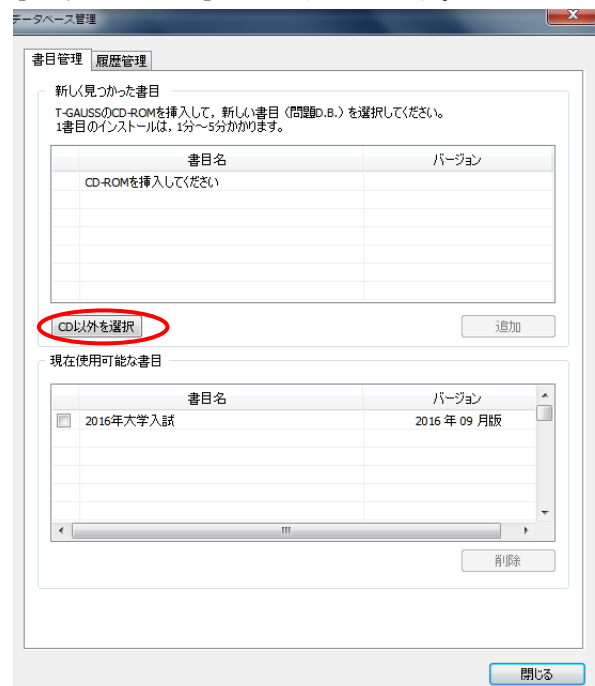 データベース管理
書目管理 履歴管理
新しく見つかった書目
T-GAUSSのCD-ROMを挿入して，新しい書目（問題D.B.）を選択してください。
1書目のインストールは，1分～5分かかります。
書目名 バージョン
CD-ROMを挿入してください
CD以外を選択 追加
現在使用可能な書目
書目名 バージョン
2016年大学入試 2016 年 09 月版
削除
閉じる